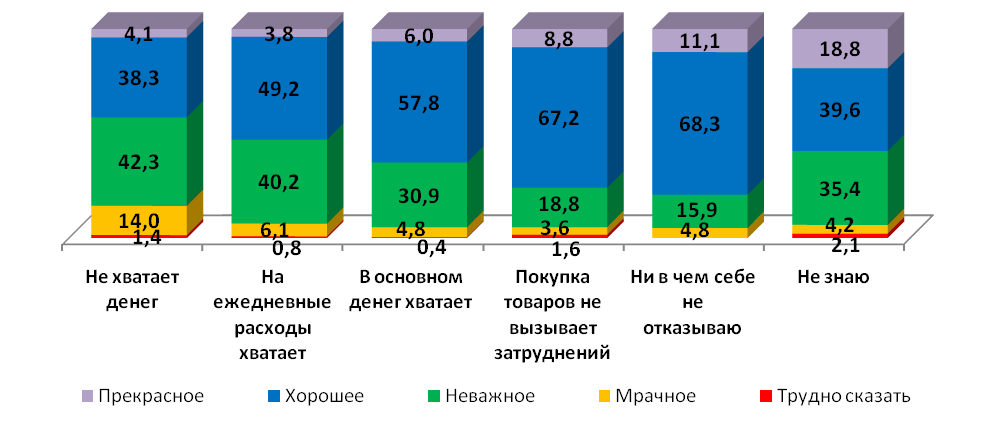 4,1 3,8 6,0 8,8 11,1 18,8
38,3 49,2 57,8 67,2 68,3 39,6
42,3 40,2 30,9 18,8 15,9 35,4
14,0 6,1 4,8 3,6 4,8 4,2
1,4 0,8 0,4 1,6 2,1
Не хватает
денег
На
ежедневные
расходы
хватает
В основном
денег хватает
Покупка
товаров не
вызывает
затруднений
Ни в чем себе
не
отказываю
Не знаю
Прекрасное Хорошее Неважное Мрачное Трудно сказать